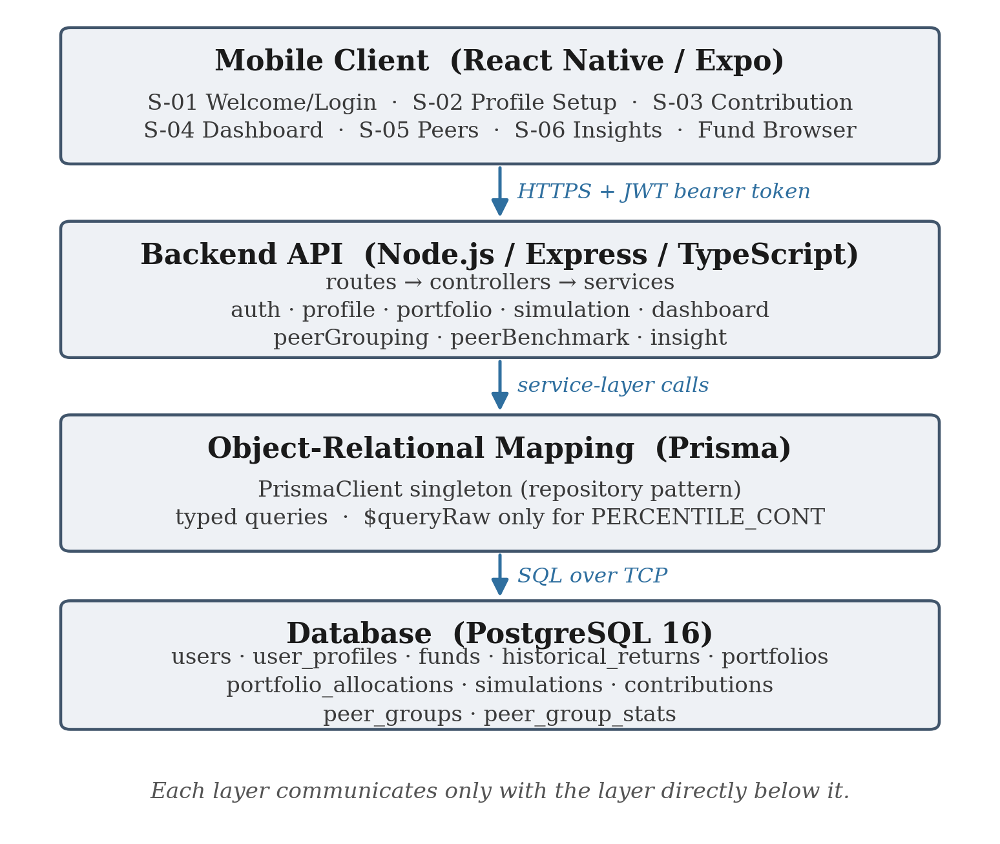 Mobile Client (React Native / Expo)
S-01 Welcome/Login · S-02 Profile Setup · S-03 Contribution
S-04 Dashboard · S-05 Peers · S-06 Insights · Fund Browser
HTTPS + JWT bearer token
Backend API (Node.js / Express / TypeScript)
routes → controllers → services
auth · profile · portfolio · simulation · dashboard
peerGrouping · peerBenchmark · insight
service-layer calls
Object-Relational Mapping (Prisma)
PrismaClient singleton (repository pattern)
typed queries · $queryRaw only for PERCENTILE_CONT
SQL over TCP
Database (PostgreSQL 16)
users · user_profiles · funds · historical_returns · portfolios
portfolio_allocations · simulations · contributions
peer_groups · peer_group_stats
Each layer communicates only with the layer directly below it.